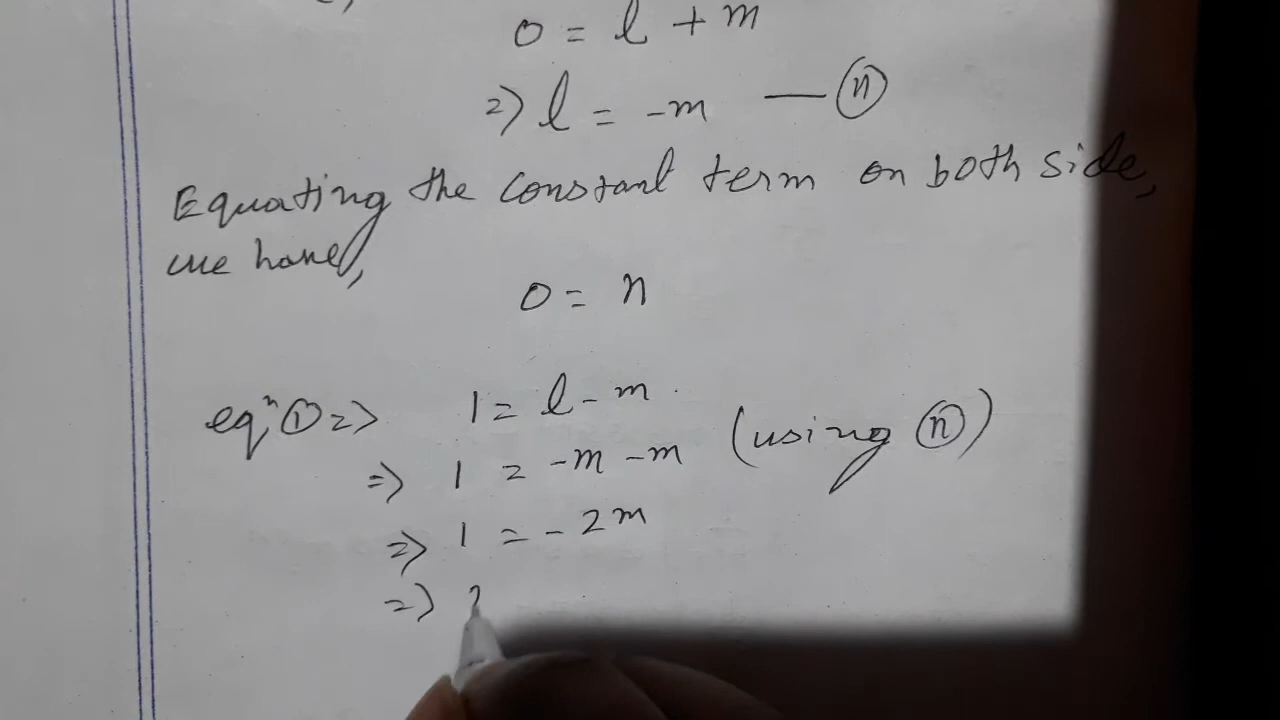 0 = l + m
=> l = -m — (ii)
Equating the constant term on both side,
we have,
0 = n
eqⁿ (i) => 1 = l - m
=> 1 = -m - m (using (ii))
=> 1 = -2m
=>